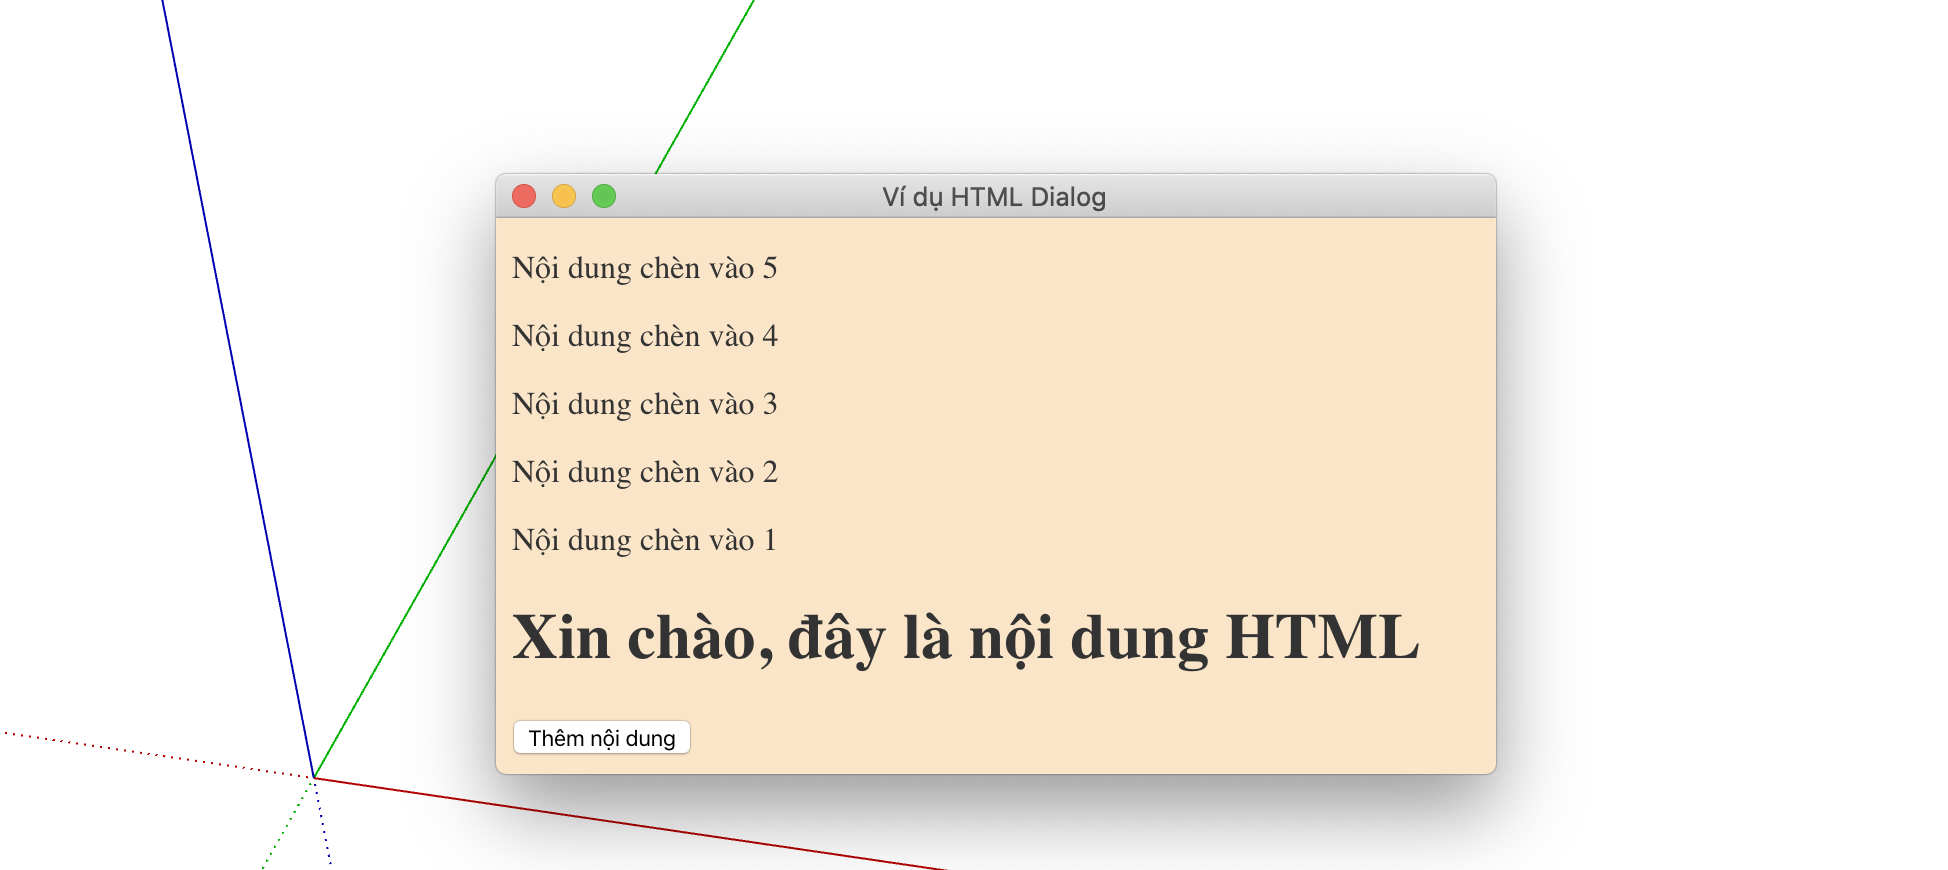 Ví dụ HTML Dialog
Nội dung chèn vào 5
Nội dung chèn vào 4
Nội dung chèn vào 3
Nội dung chèn vào 2
Nội dung chèn vào 1
Xin chào, đây là nội dung HTML
Thêm nội dung